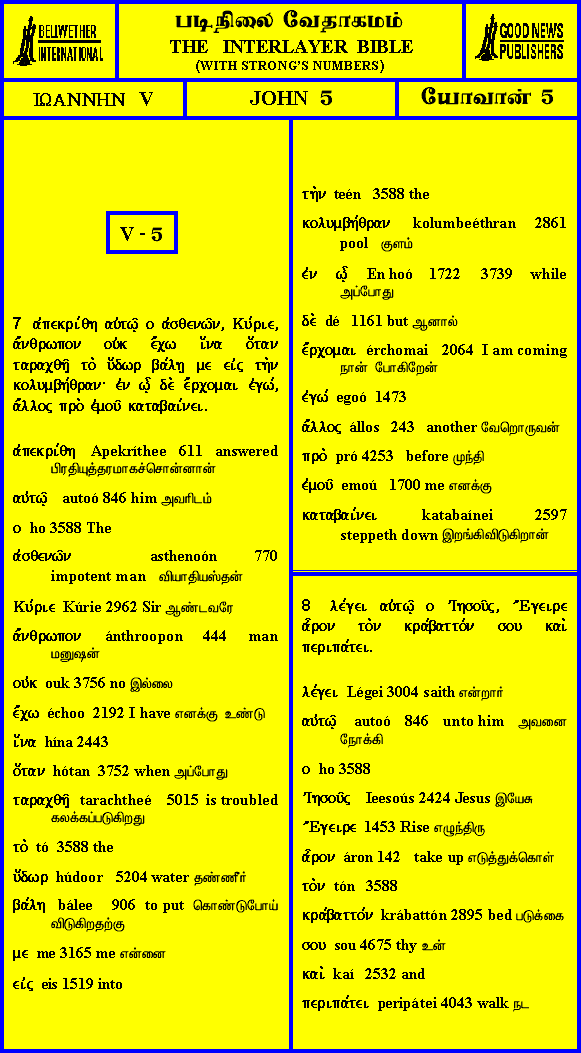 BELLWETHER
INTERNATIONAL
படிநிலை வேதாகமம்
THE INTERLAYER BIBLE
(WITH STRONG'S NUMBERS)
GOOD NEWS
PUBLISHERS
ΙΩΑΝΝΗΝ V
JOHN 5
யோவான் 5
V - 5
7 ἀπεκρίθη αὐτῷ ο ἀσθενῶν, Κύριε,
ἄνθρωπον οὐκ ἔχω ἵνα ὅταν
ταραχθῇ τὸ ὕδωρ βάλῃ με εἰς τὴν
κολυμβήθραν· ἐν ᾧ δὲ ἔρχομαι ἐγώ,
ἄλλος πρὸ ἐμοῦ καταβαίνει.
ἀπεκρίθη Apekríthee 611 answered
பிரதியுத்தரமாகச்சொன்னான்
αὐτῷ autoó 846 him அவரிடம்
ο ho 3588 The
ἀσθενῶν asthenoón 770
impotent man வியாதியஸ்தன்
Κύριε Kúrie 2962 Sir ஆண்டவரே
ἄνθρωπον ánthroopon 444 man
மனுஷன்
οὐκ ouk 3756 no இல்லை
ἔχω échoo 2192 I have எனக்கு உண்டு
ἵνα hína 2443
ὅταν hótan 3752 when அப்போது
ταραχθῇ tarachtheé 5015 is troubled
கலக்கப்படுகிறது
τὸ tó 3588 the
ὕδωρ húdoor 5204 water தண்ணீர்
βάλῃ bálee 906 to put கொண்டுபோய்
விடுகிறதற்கு
με me 3165 me என்னை
εἰς eis 1519 into
τὴν teén 3588 the
κολυμβήθραν kolumbeéthran 2861
pool குளம்
ἐν ᾧ En hoó 1722 3739 while
அப்போது
δὲ dé 1161 but ஆனால்
ἔρχομαι érchomai 2064 I am coming
நான் போகிறேன்
ἐγώ egoó 1473
ἄλλος állos 243 another வேறொருவன்
πρὸ pró 4253 before முந்தி
ἐμοῦ emoú 1700 me எனக்கு
καταβαίνει katabaínei 2597
steppeth down இறங்கிவிடுகிறான்
8 λέγει αὐτῷ ο Ἰησοῦς, Ἔγειρε
ἆρον τὸν κράβαττόν σου καὶ
περιπάτει.
λέγει Légei 3004 saith என்றார்
αὐτῷ autoó 846 unto him அவனை
நோக்கி
ο ho 3588
Ἰησοῦς Ieesoús 2424 Jesus இயேசு
Ἔγειρε 1453 Rise எழுந்திரு
ἆρον áron 142 take up எடுத்துக்கொள்
τὸν tón 3588
κράβαττόν krábattón 2895 bed படுக்கை
σου sou 4675 thy உன்
καὶ kaí 2532 and
περιπάτει peripátei 4043 walk நட